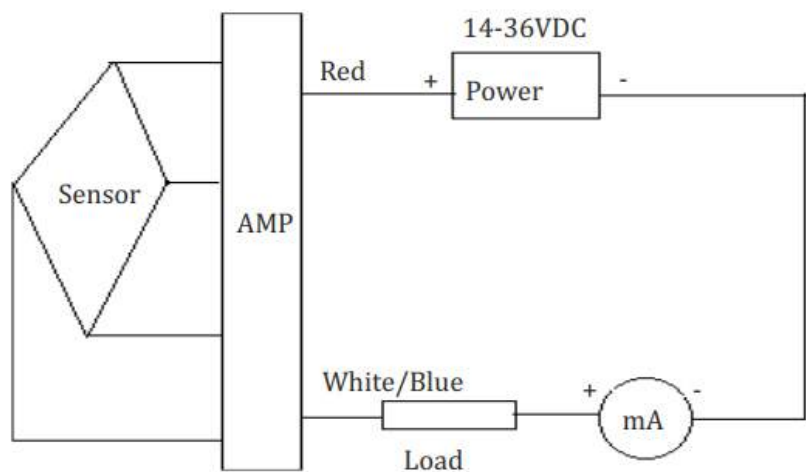 14-36VDC
Red
+
Power
-
Sensor
AMP
White/Blue
+
-
mA
Load